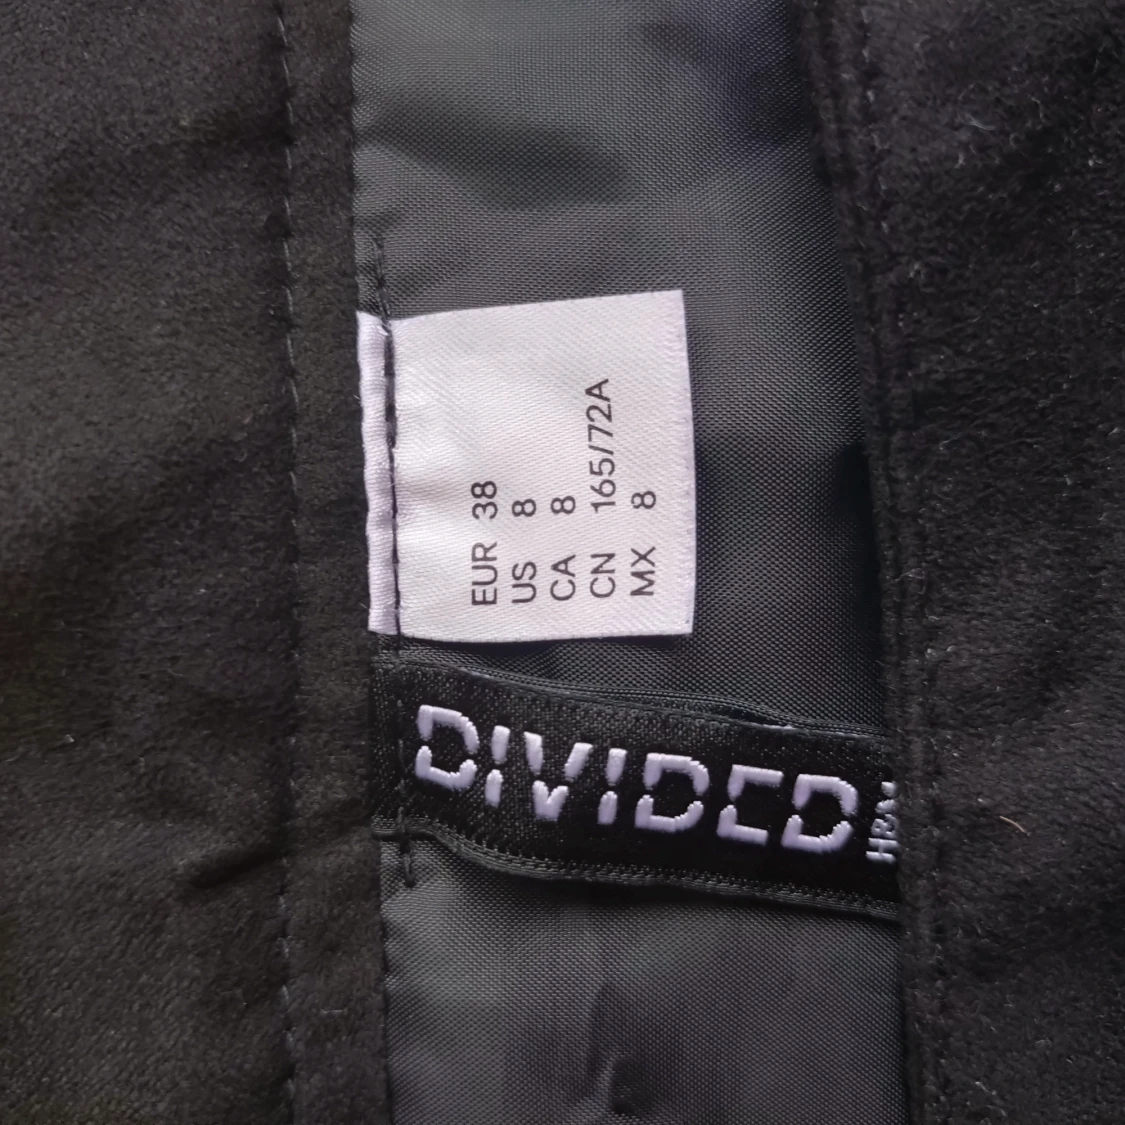 EUR 38
US 8
CA 8
CN 165/72A
MX 8
DIVIDED